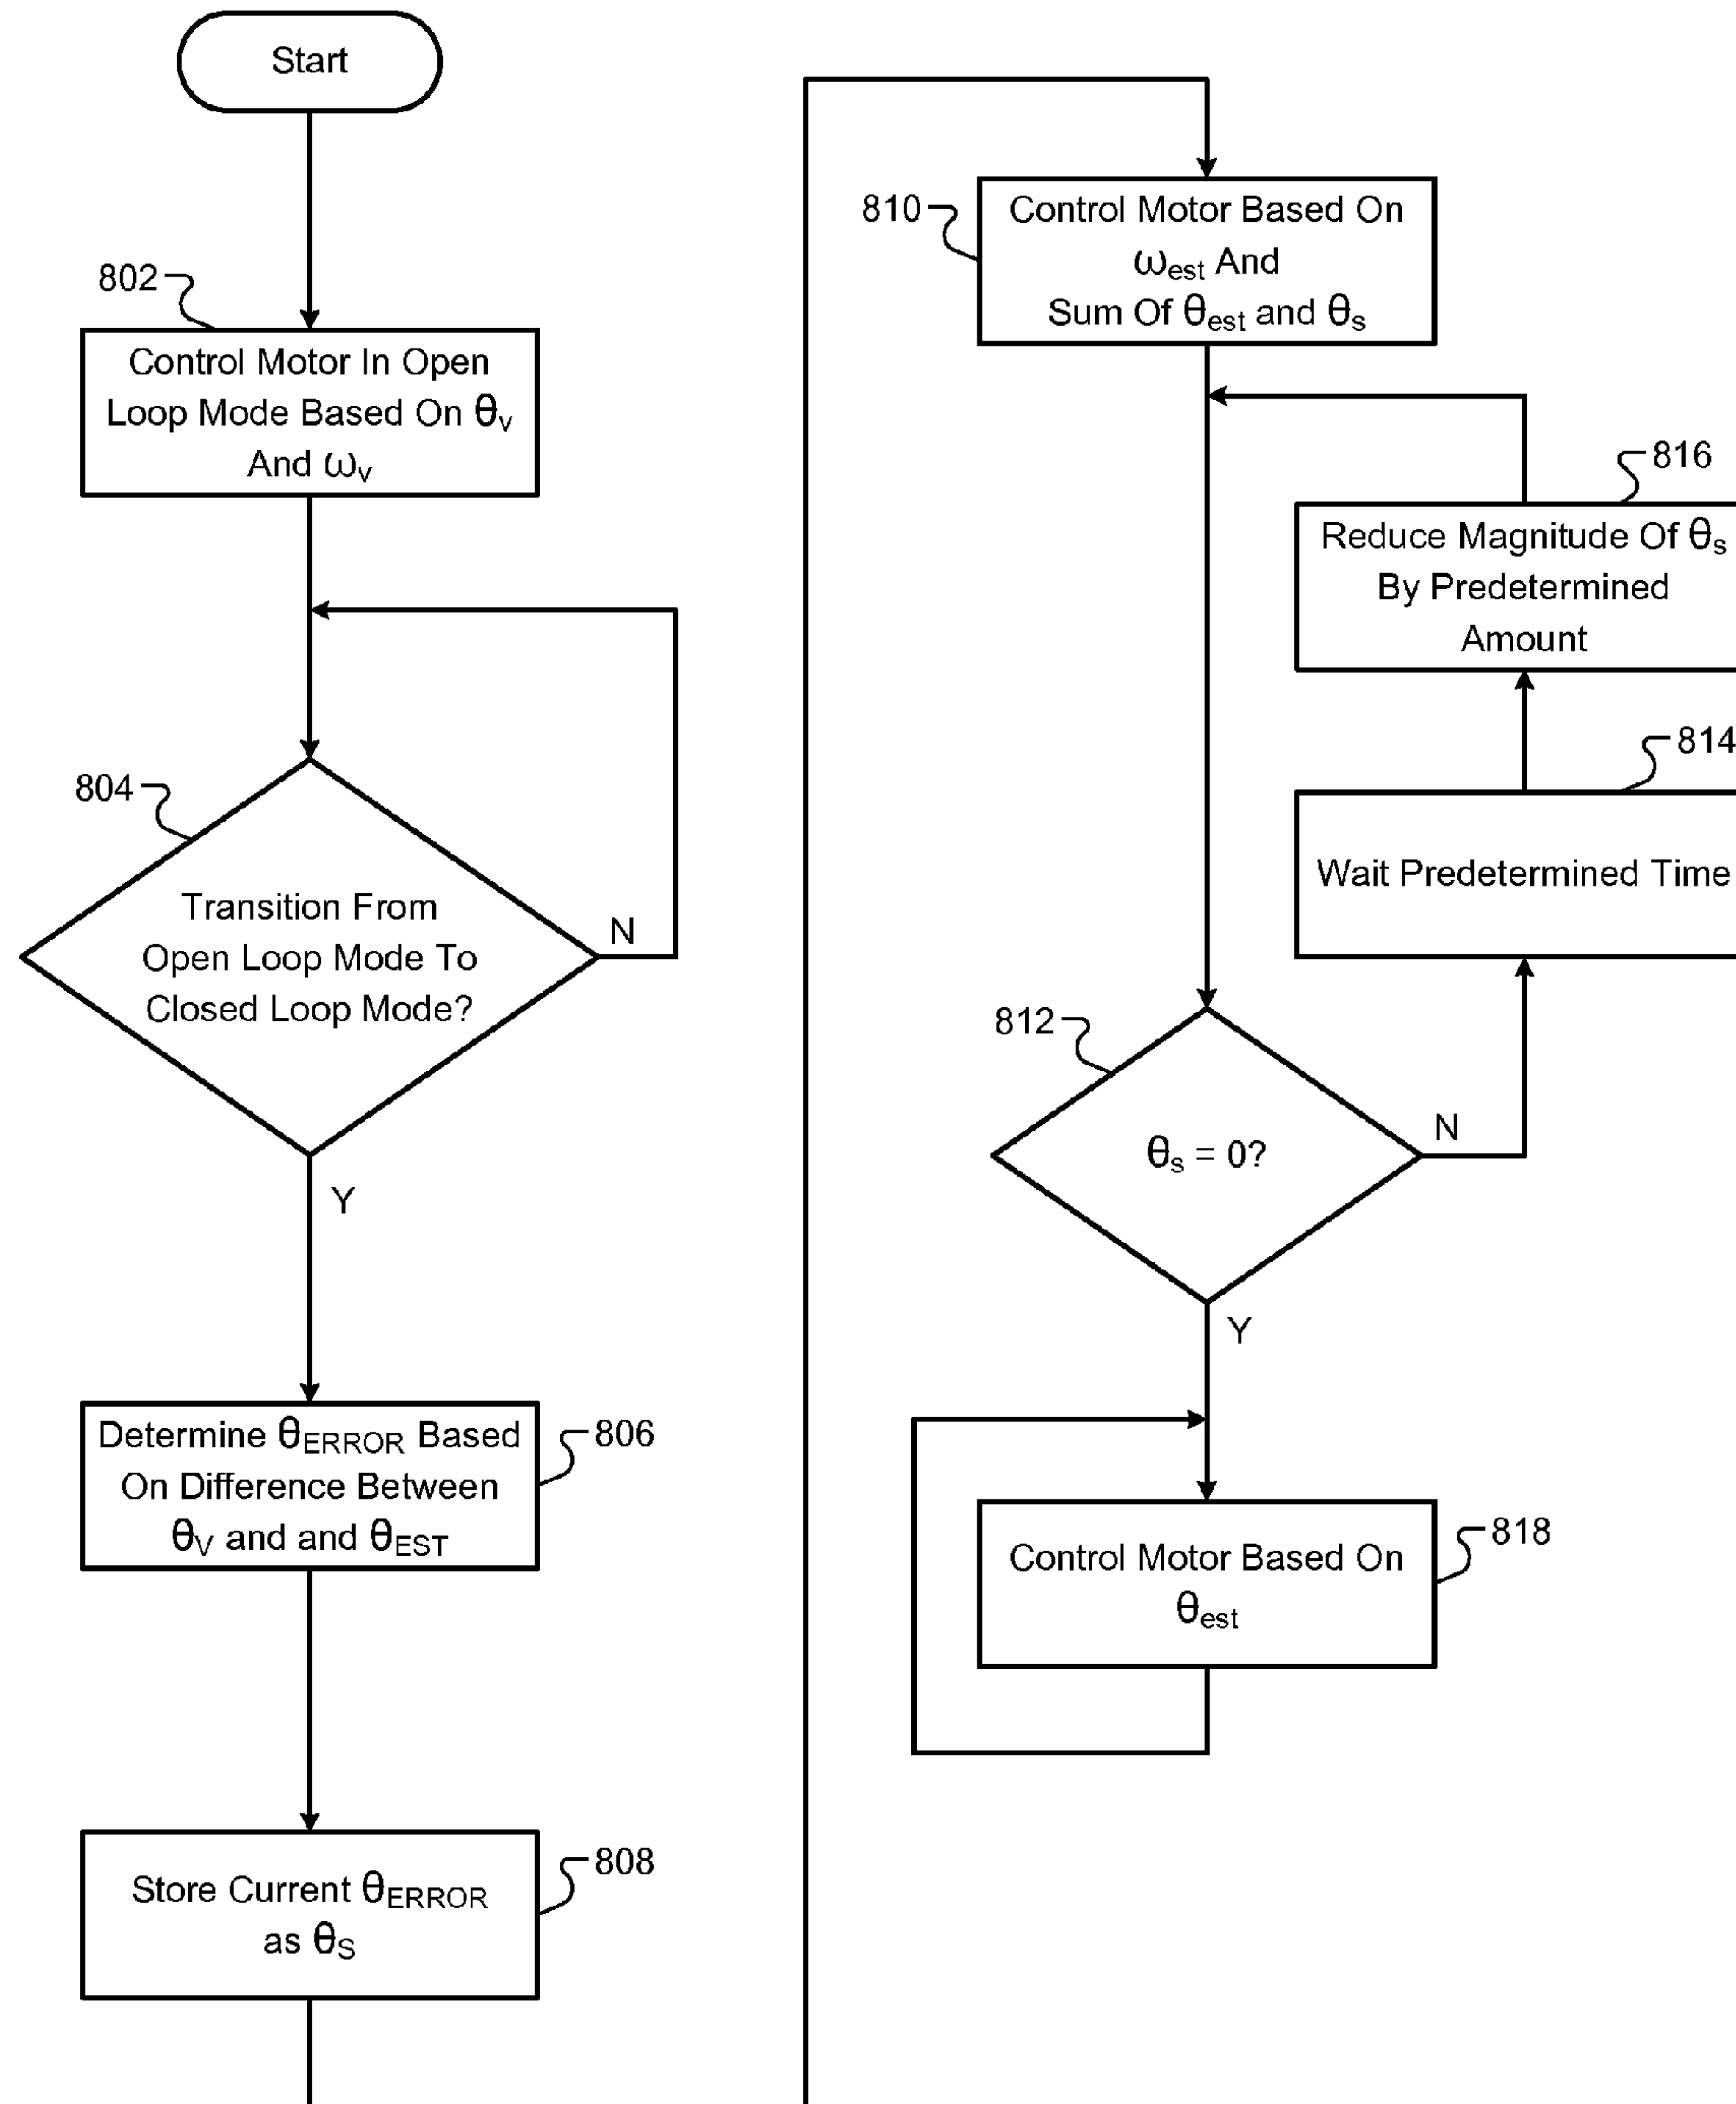 Start
802
Control Motor In Open
Loop Mode Based On θv
And ωv
804
Transition From
Open Loop Mode To
Closed Loop Mode?
N
Y
Determine θERROR Based
On Difference Between
θV and and θEST
806
Store Current θERROR
as θS
808
810
Control Motor Based On
ωest And
Sum Of θest and θs
816
Reduce Magnitude Of θs
By Predetermined
Amount
814
Wait Predetermined Time
812
θs = 0?
N
Y
Control Motor Based On
θest
818